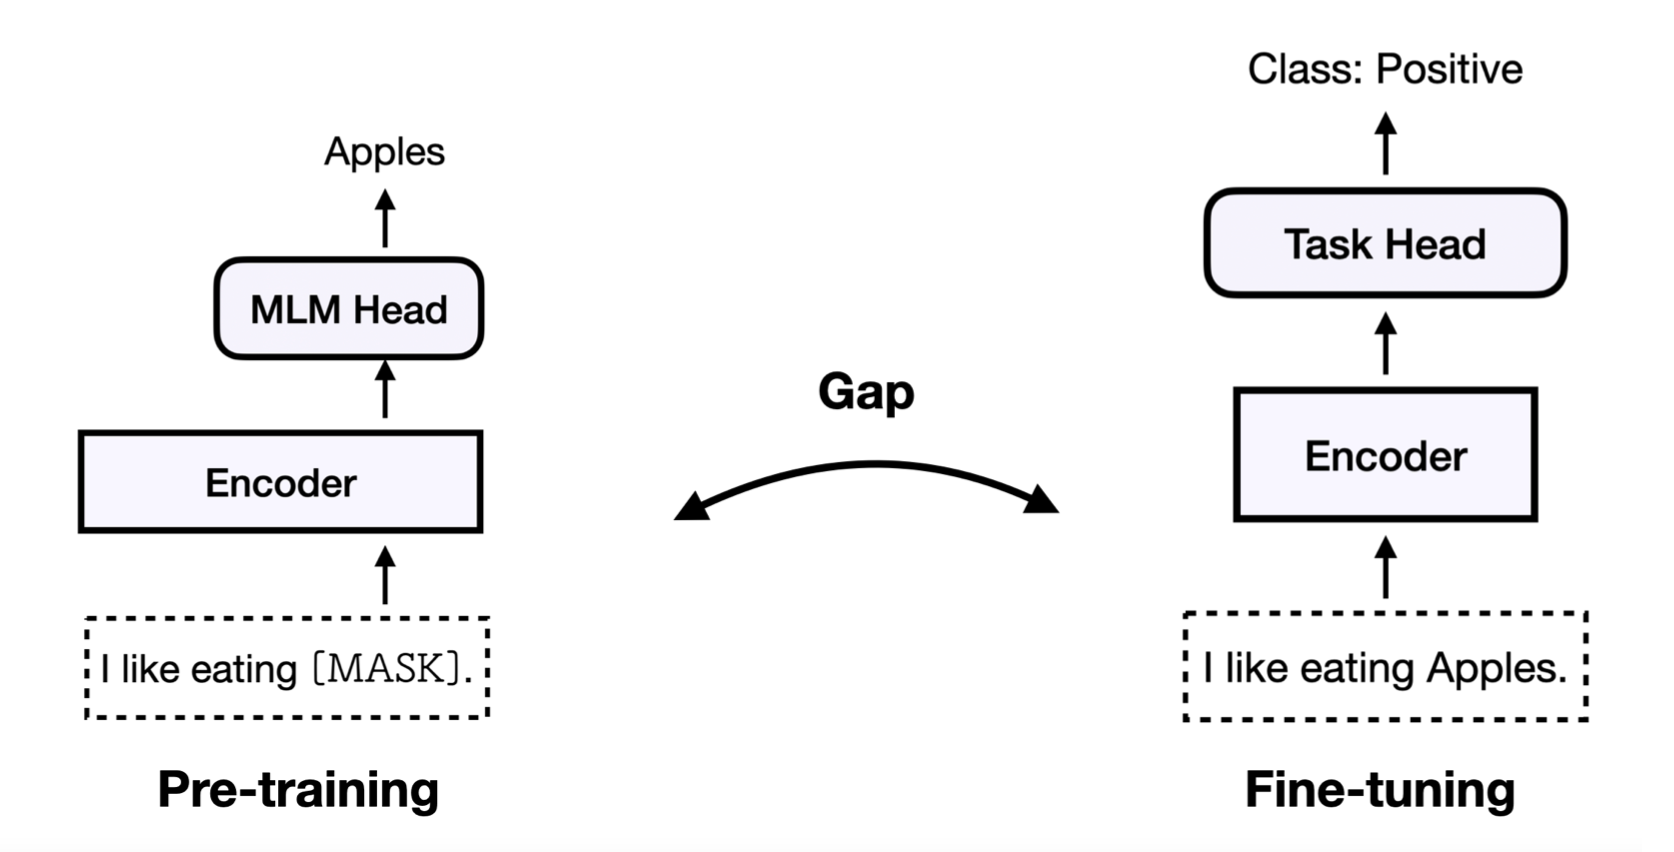 Apples
MLM Head
Encoder
I like eating [MASK].
Pre-training
Gap
Class: Positive
Task Head
Encoder
I like eating Apples.
Fine-tuning